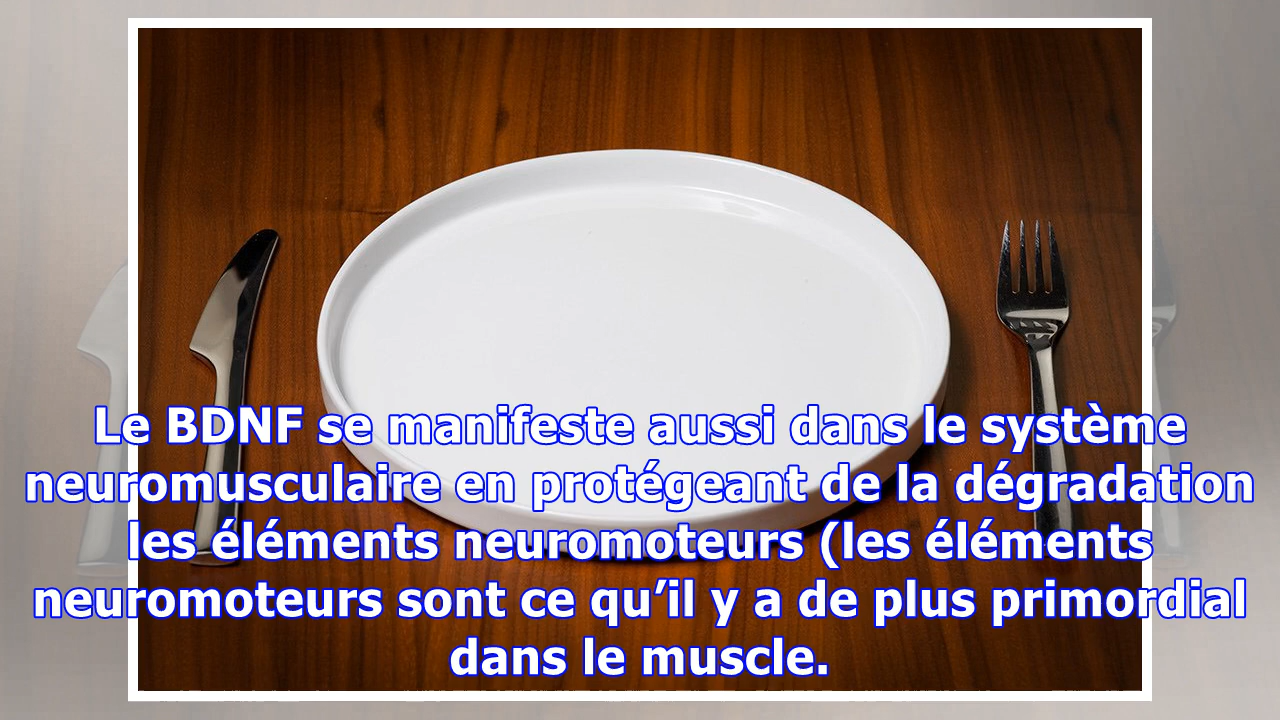 Le BDNF se manifeste aussi dans le système
neuromusculaire en protégeant de la dégradation
les éléments neuromoteurs (les éléments
neuromoteurs sont ce qu’il y a de plus primordial
dans le muscle.